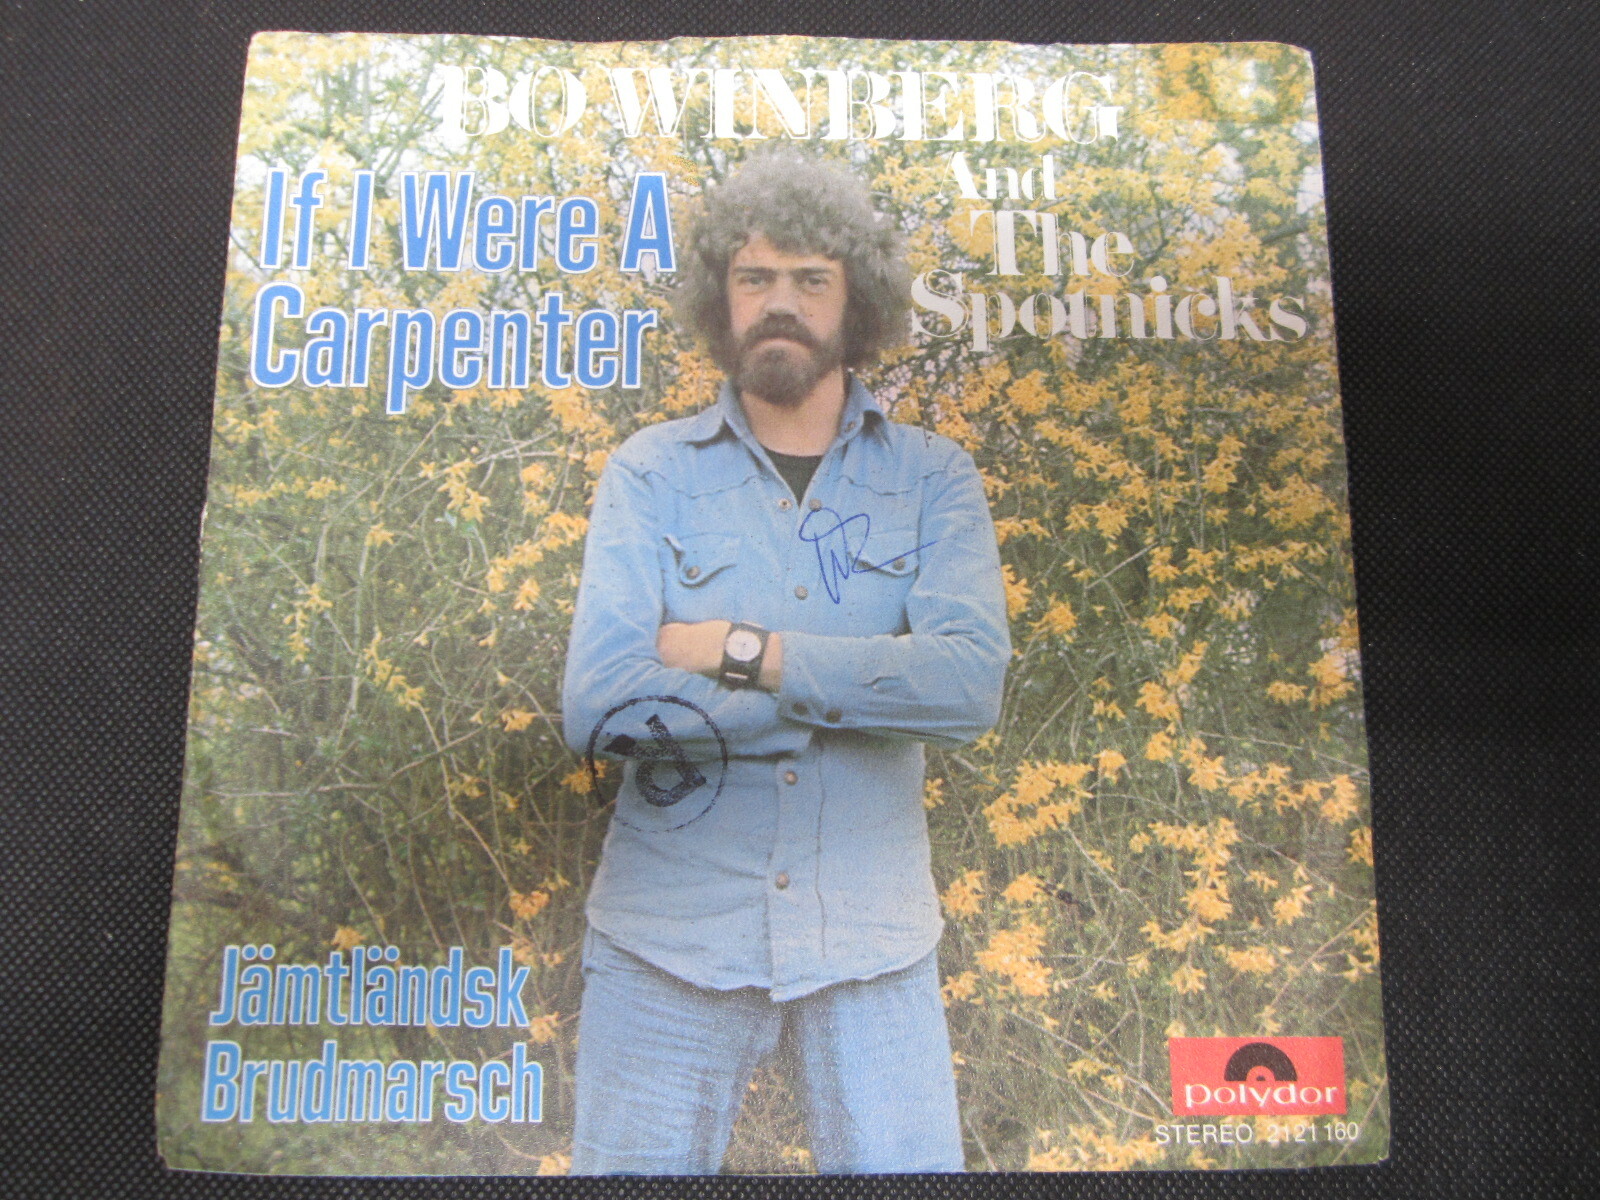 BO WINBERG
And
The
Spotnicks
If I Were A
Carpenter
Jämtländsk
Brudmarsch
polydor
STEREO 2121 160